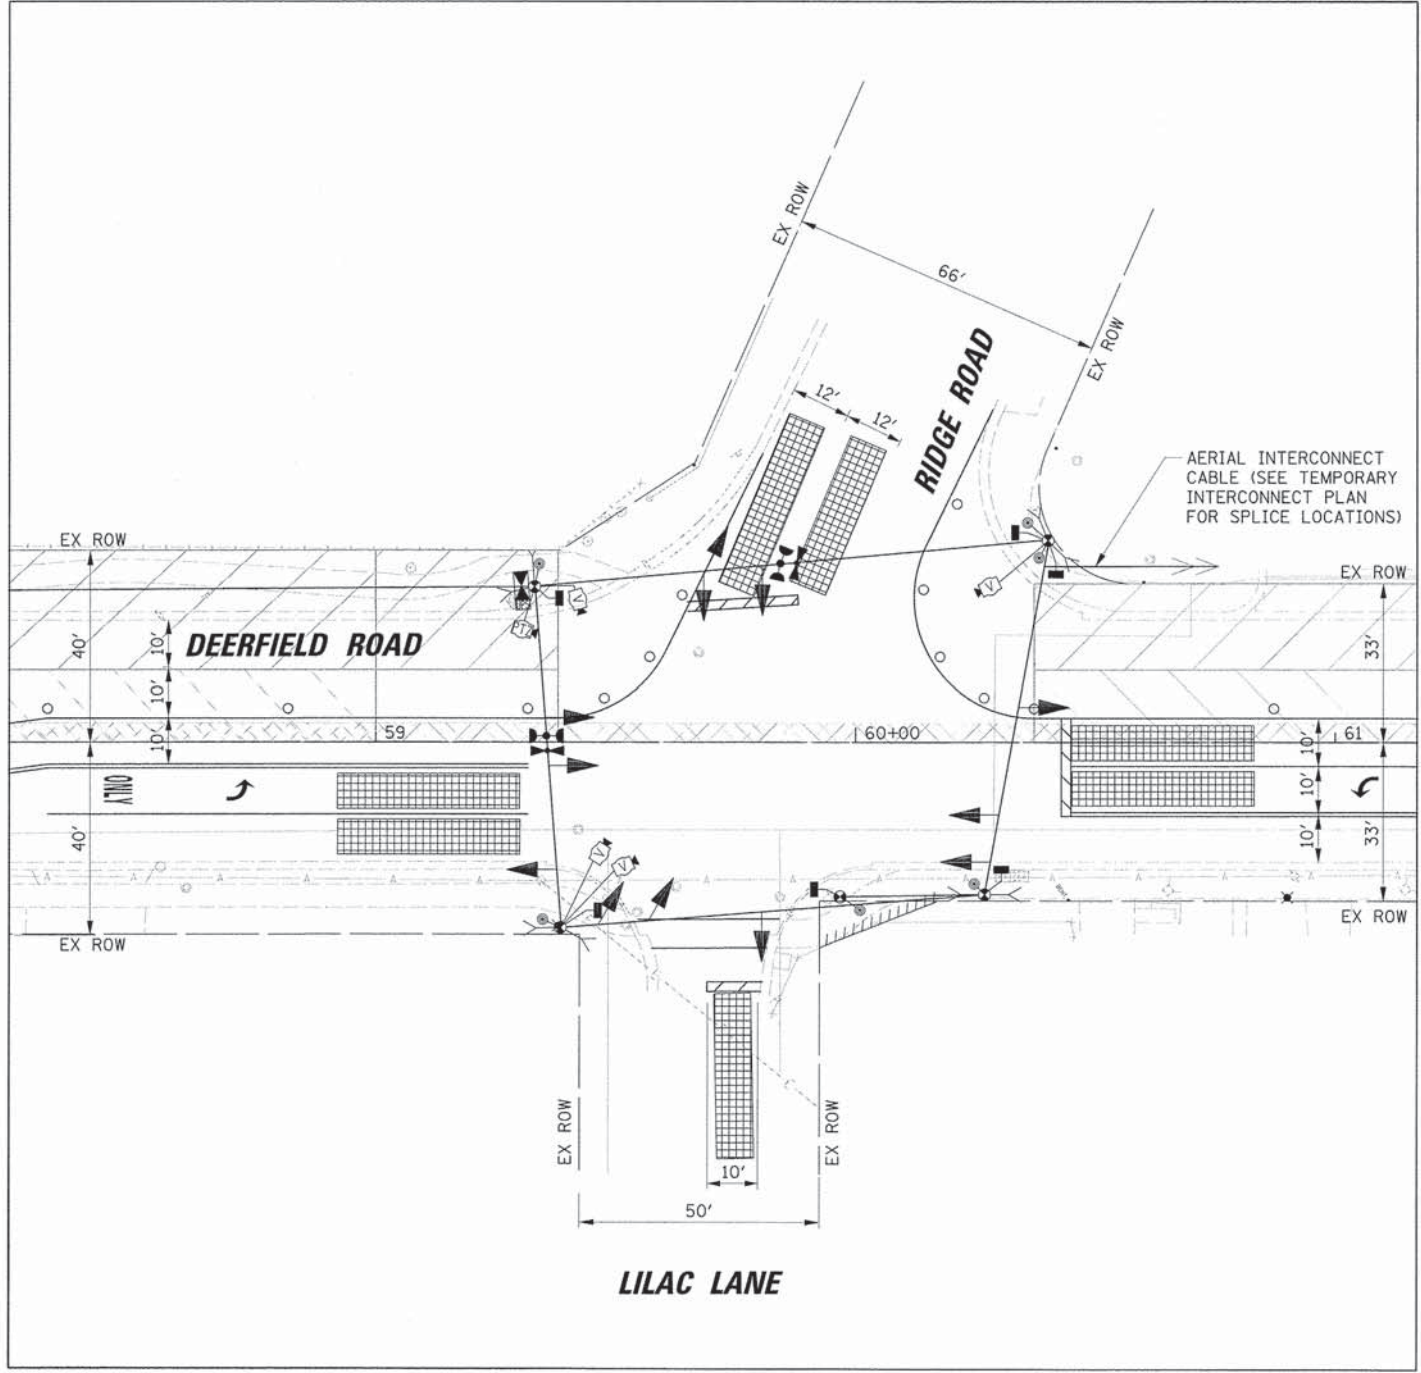 EX ROW
66'
EX ROW
12'
12'
RIDGE ROAD
AERIAL INTERCONNECT
CABLE (SEE TEMPORARY
INTERCONNECT PLAN
FOR SPLICE LOCATIONS)
EX ROW
EX ROW
V
V
PTZ
40'
10'
DEERFIELD ROAD
33'
10'
10'
59
60+00
61
10'
ONLY
10'
40'
10'
33'
V
V
EX ROW
EX ROW
EX ROW
EX ROW
10'
50'
LILAC LANE